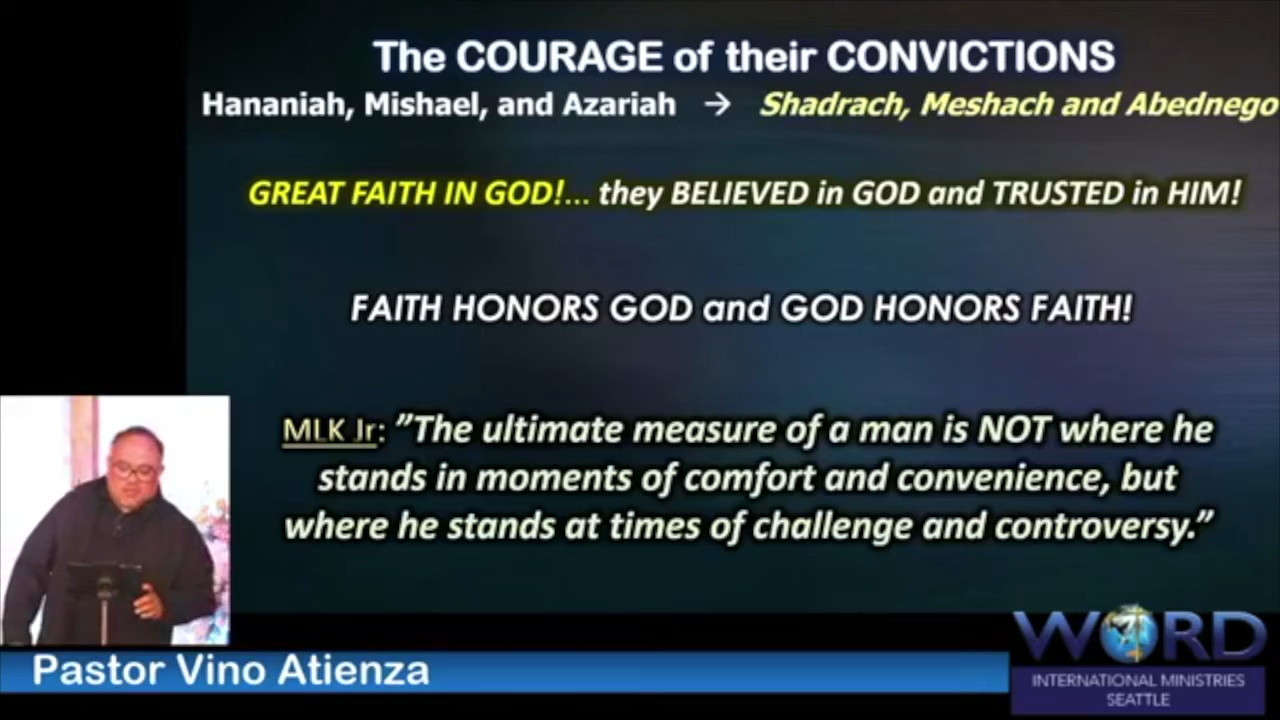 The COURAGE of their CONVICTIONS
Hananiah, Mishael, and Azariah → Shadrach, Meshach and Abednego
GREAT FAITH IN GOD!... they BELIEVED in GOD and TRUSTED in HIM!
FAITH HONORS GOD and GOD HONORS FAITH!
MLK Jr: ”The ultimate measure of a man is NOT where he
stands in moments of comfort and convenience, but
where he stands at times of challenge and controversy.”
Pastor Vino Atienza
WORD
INTERNATIONAL MINISTRIES
SEATTLE